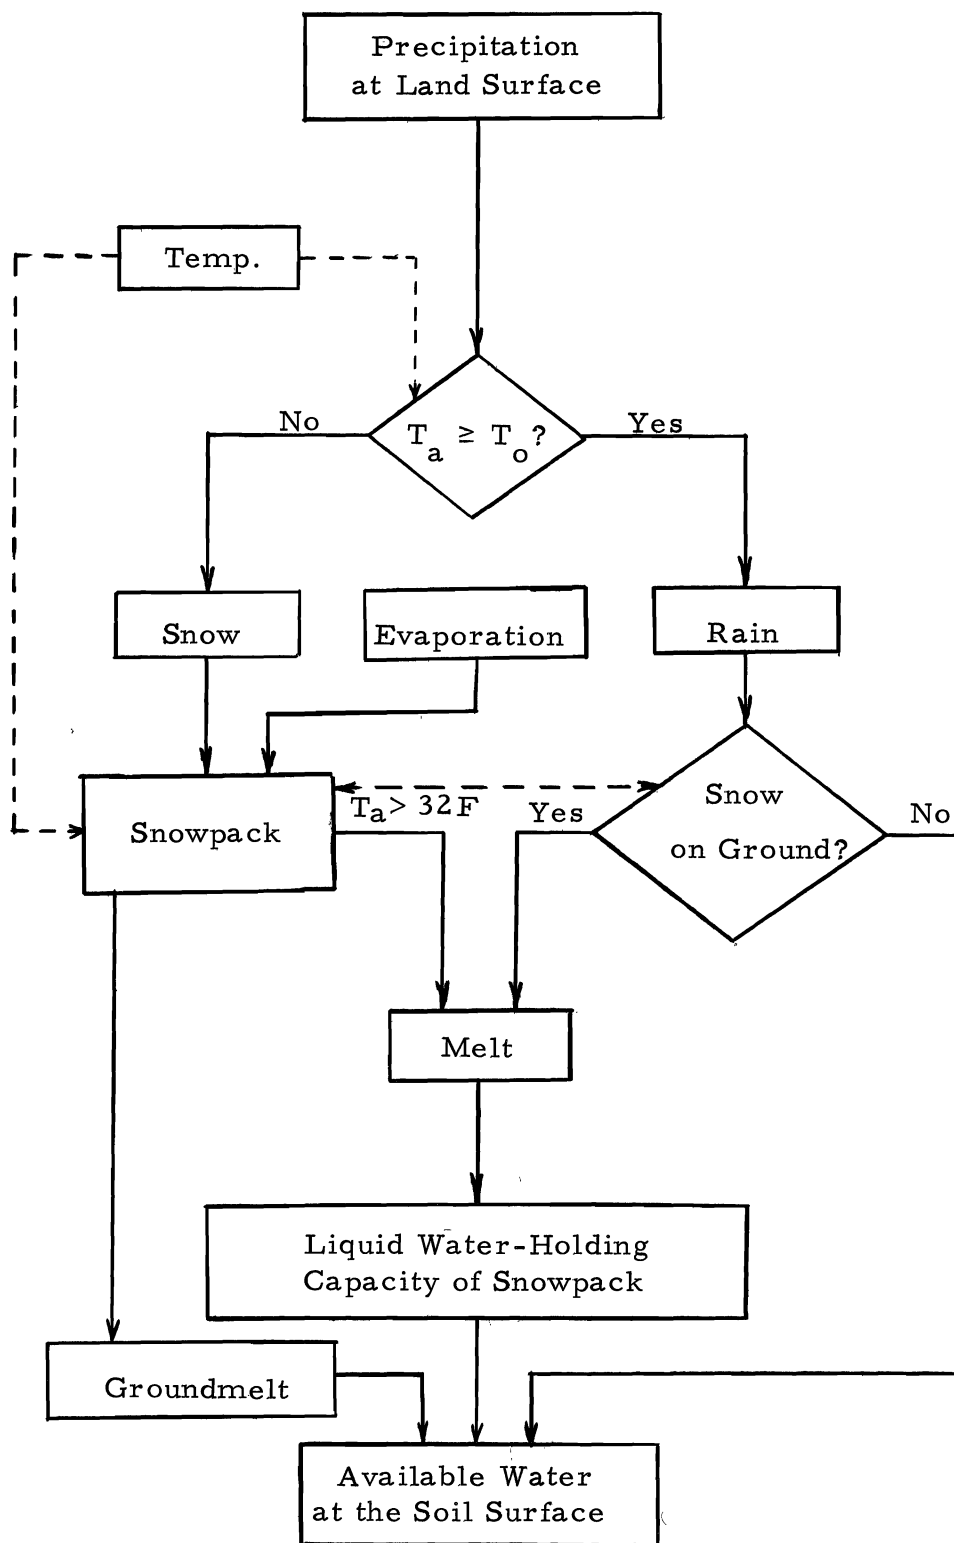 Precipitation
at Land Surface
Temp.
No
Tₐ ≥ Tₒ?
Yes
Snow
Evaporation
Rain
Snowpack
Tₐ > 32F
Yes
Snow
on Ground?
No
Melt
Liquid Water-Holding
Capacity of Snowpack
Groundmelt
Available Water
at the Soil Surface